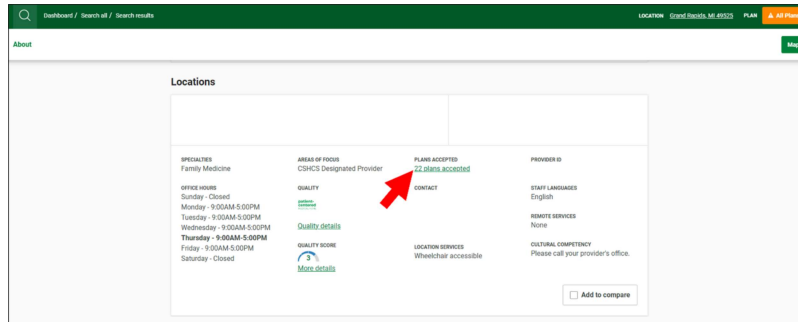 Dashboard / Search all / Search results
LOCATION Grand Rapids, MI 49525 PLAN All Plans
About
Map
Locations
SPECIALTIES
Family Medicine
AREAS OF FOCUS
CSHCS Designated Provider
PLANS ACCEPTED
22 plans accepted
PROVIDER ID
OFFICE HOURS
Sunday - Closed
Monday - 9:00AM-5:00PM
Tuesday - 9:00AM-5:00PM
Wednesday - 9:00AM-5:00PM
Thursday - 9:00AM-5:00PM
Friday - 9:00AM-5:00PM
Saturday - Closed
QUALITY
patient-
centered
Quality details
QUALITY SCORE
3
More details
CONTACT
LOCATION SERVICES
Wheelchair accessible
STAFF LANGUAGES
English
REMOTE SERVICES
None
CULTURAL COMPETENCY
Please call your provider's office.
Add to compare